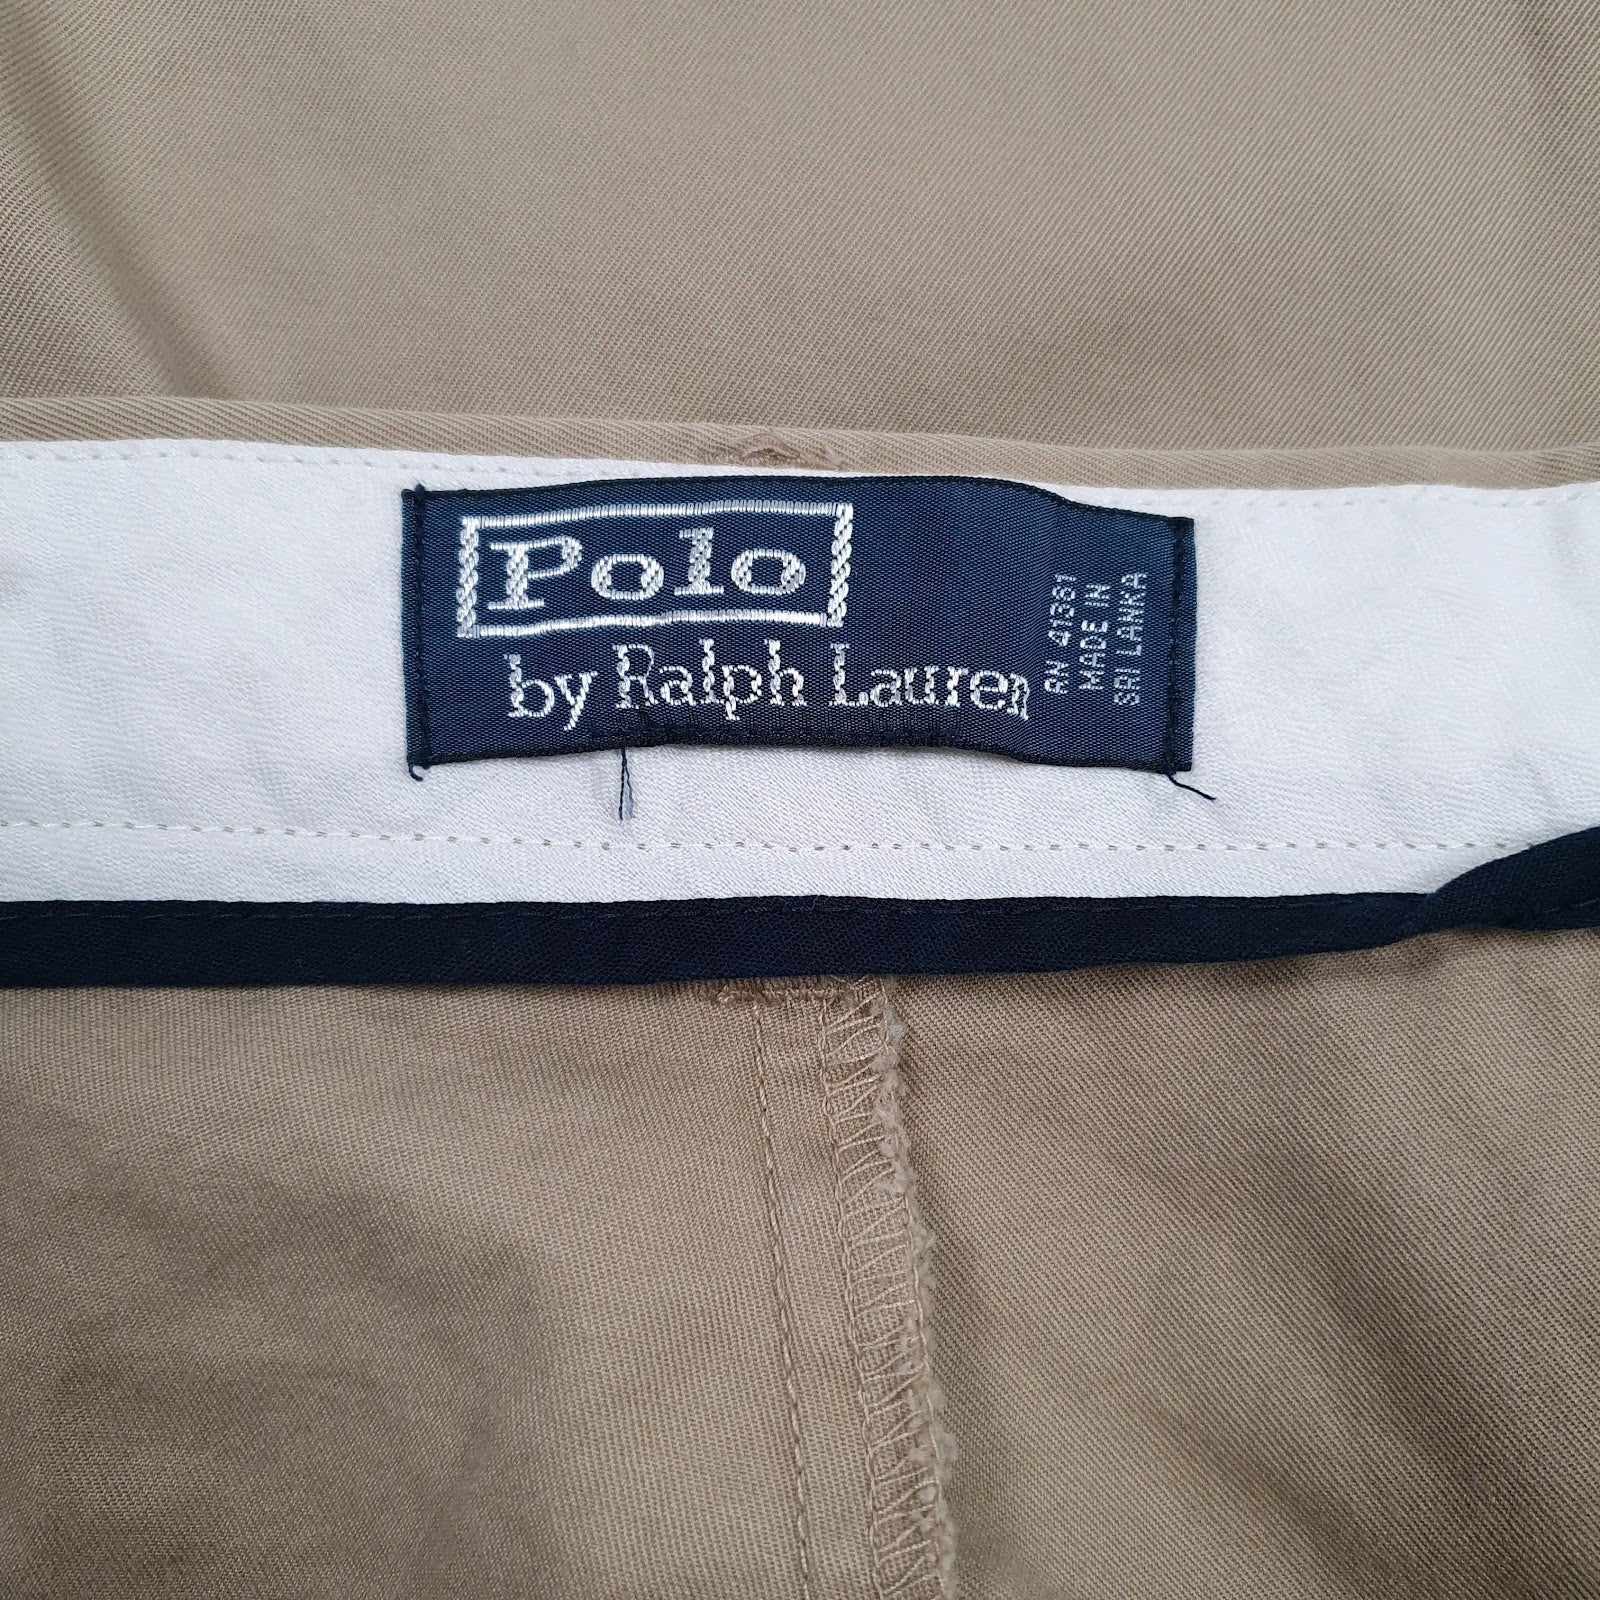 Polo
by Ralph Lauren
RN 41381
MADE IN
SRI LANKA